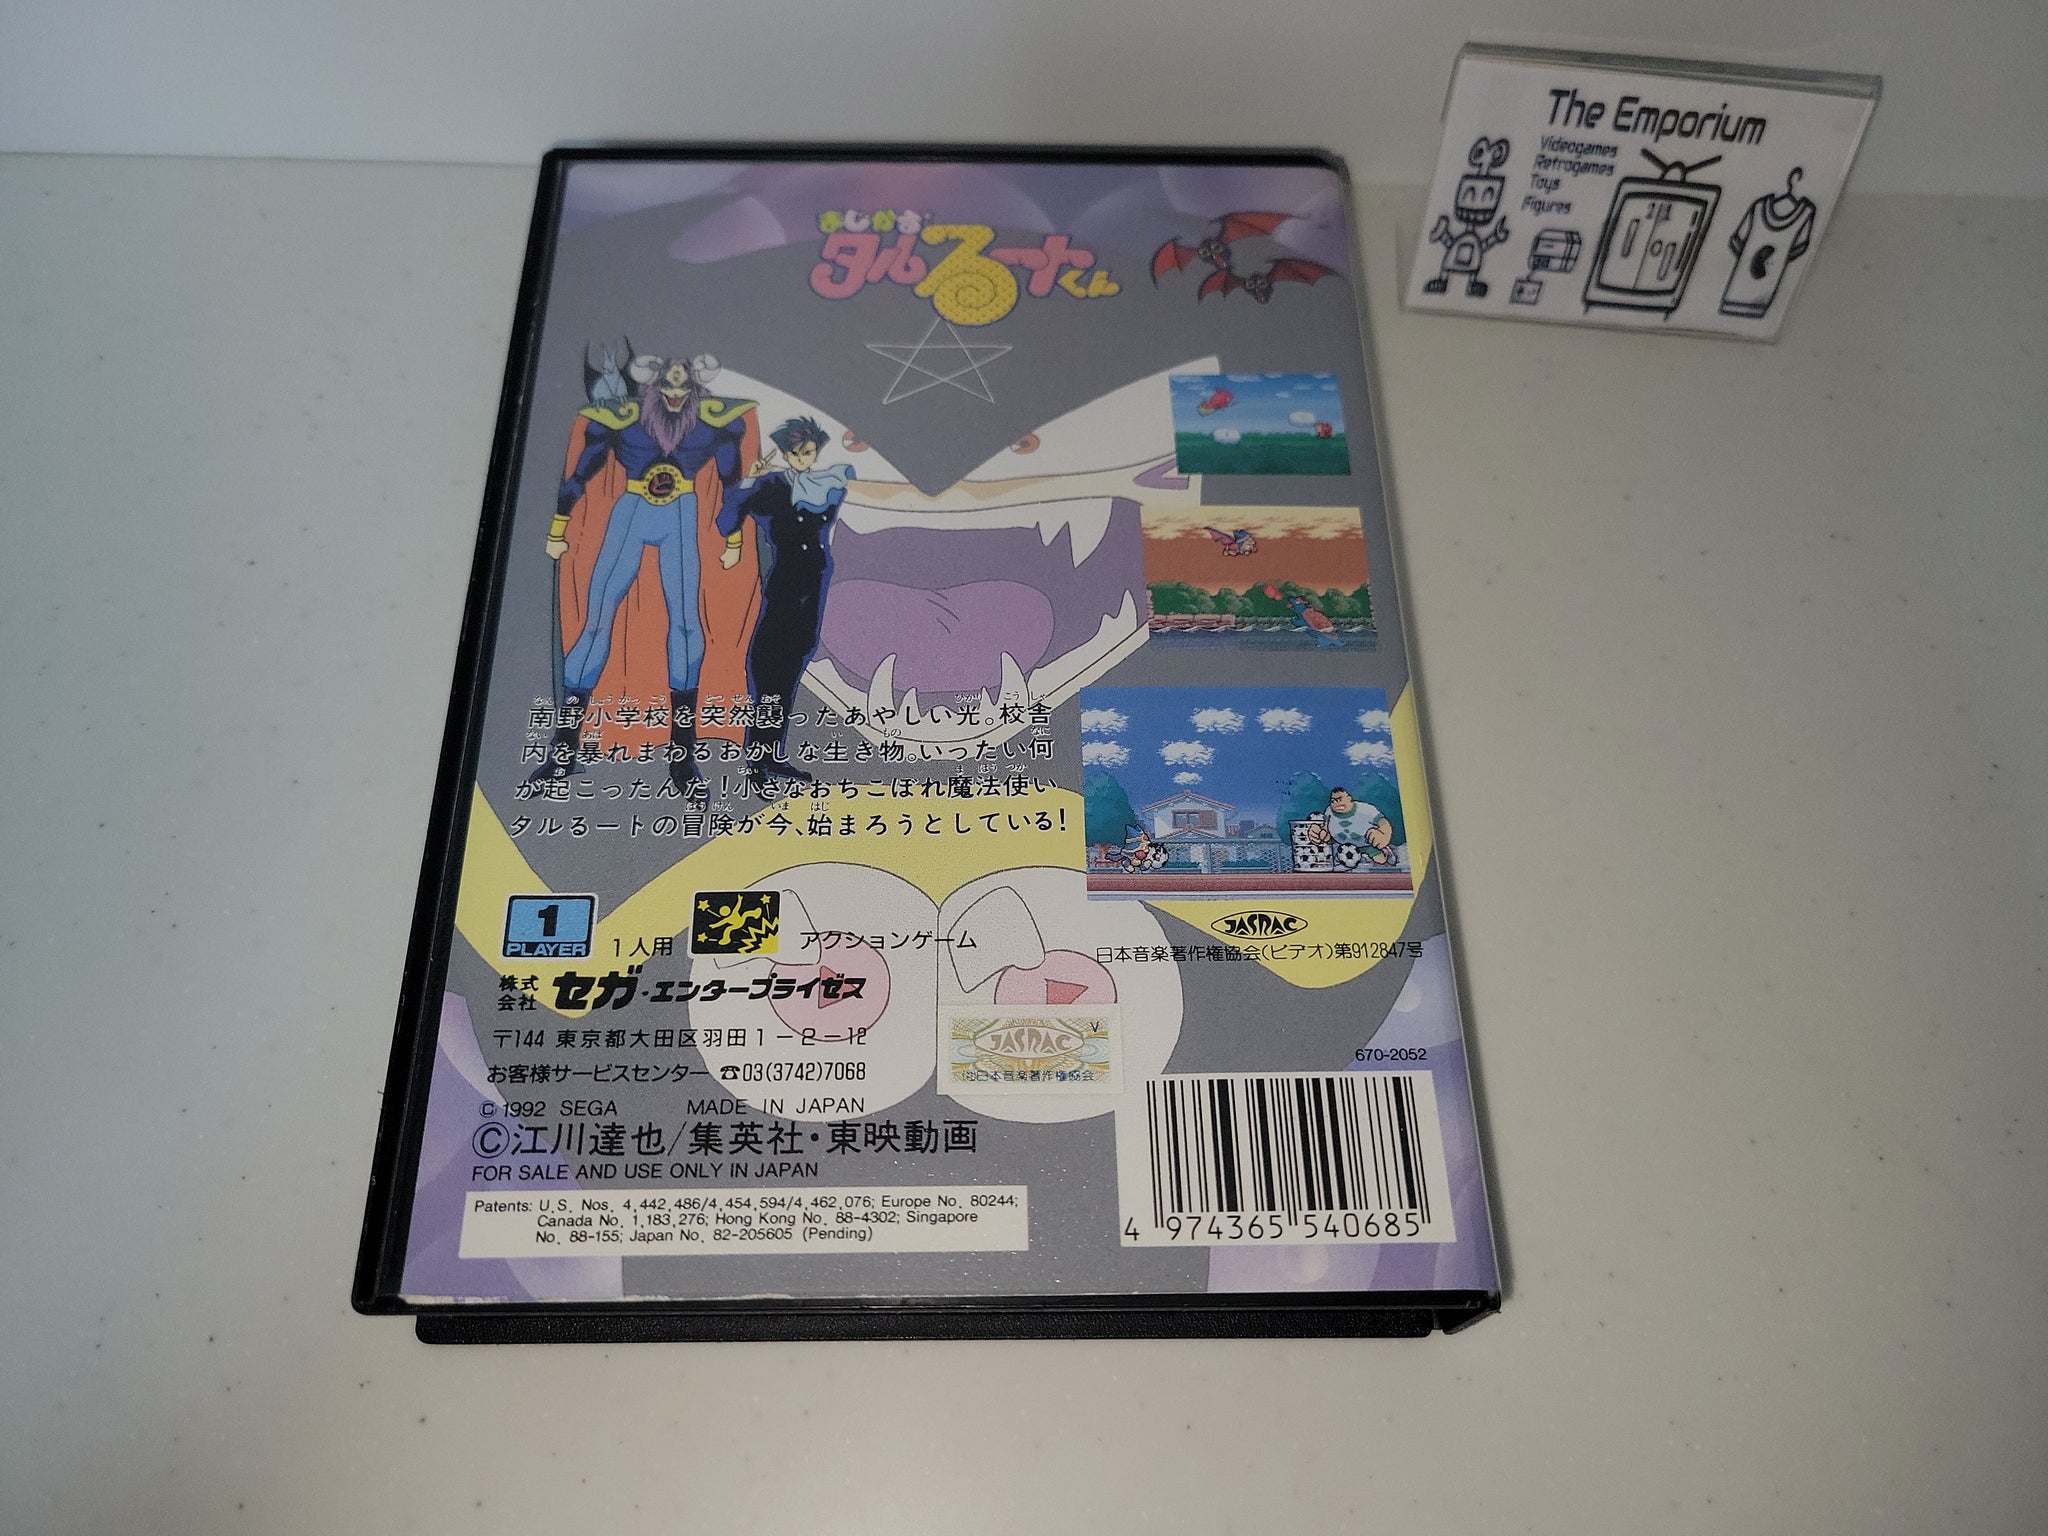 The Emporium
Videogames
Retrogames
Toys
Figures
まじかる
タルるートくん
南野小学校を突然襲ったあやしい光。校舎
内を暴れまわるおかしな生き物。いったい何
が起こったんだ!小さなおちこぼれ魔法使い
タルるートの冒険が今、始まろうとしている!
1
PLAYER
1人用
アクションゲーム
JASRAC
日本音楽著作権協会(ビデオ)第912847号
株式会社 セガ・エンタープライゼス
〒144 東京都大田区羽田1-2-12
お客様サービスセンター ☎03(3742)7068
V
JASRAC
(社)日本音楽著作権協会
670-2052
© 1992 SEGA MADE IN JAPAN
©江川達也/集英社・東映動画
FOR SALE AND USE ONLY IN JAPAN
Patents: U.S. Nos. 4,442,486/4,454,594/4,462,076; Europe No. 80244;
Canada No. 1,183,276; Hong Kong No. 88-4302; Singapore
No. 88-155; Japan No. 82-205605 (Pending)
4 974365 540685